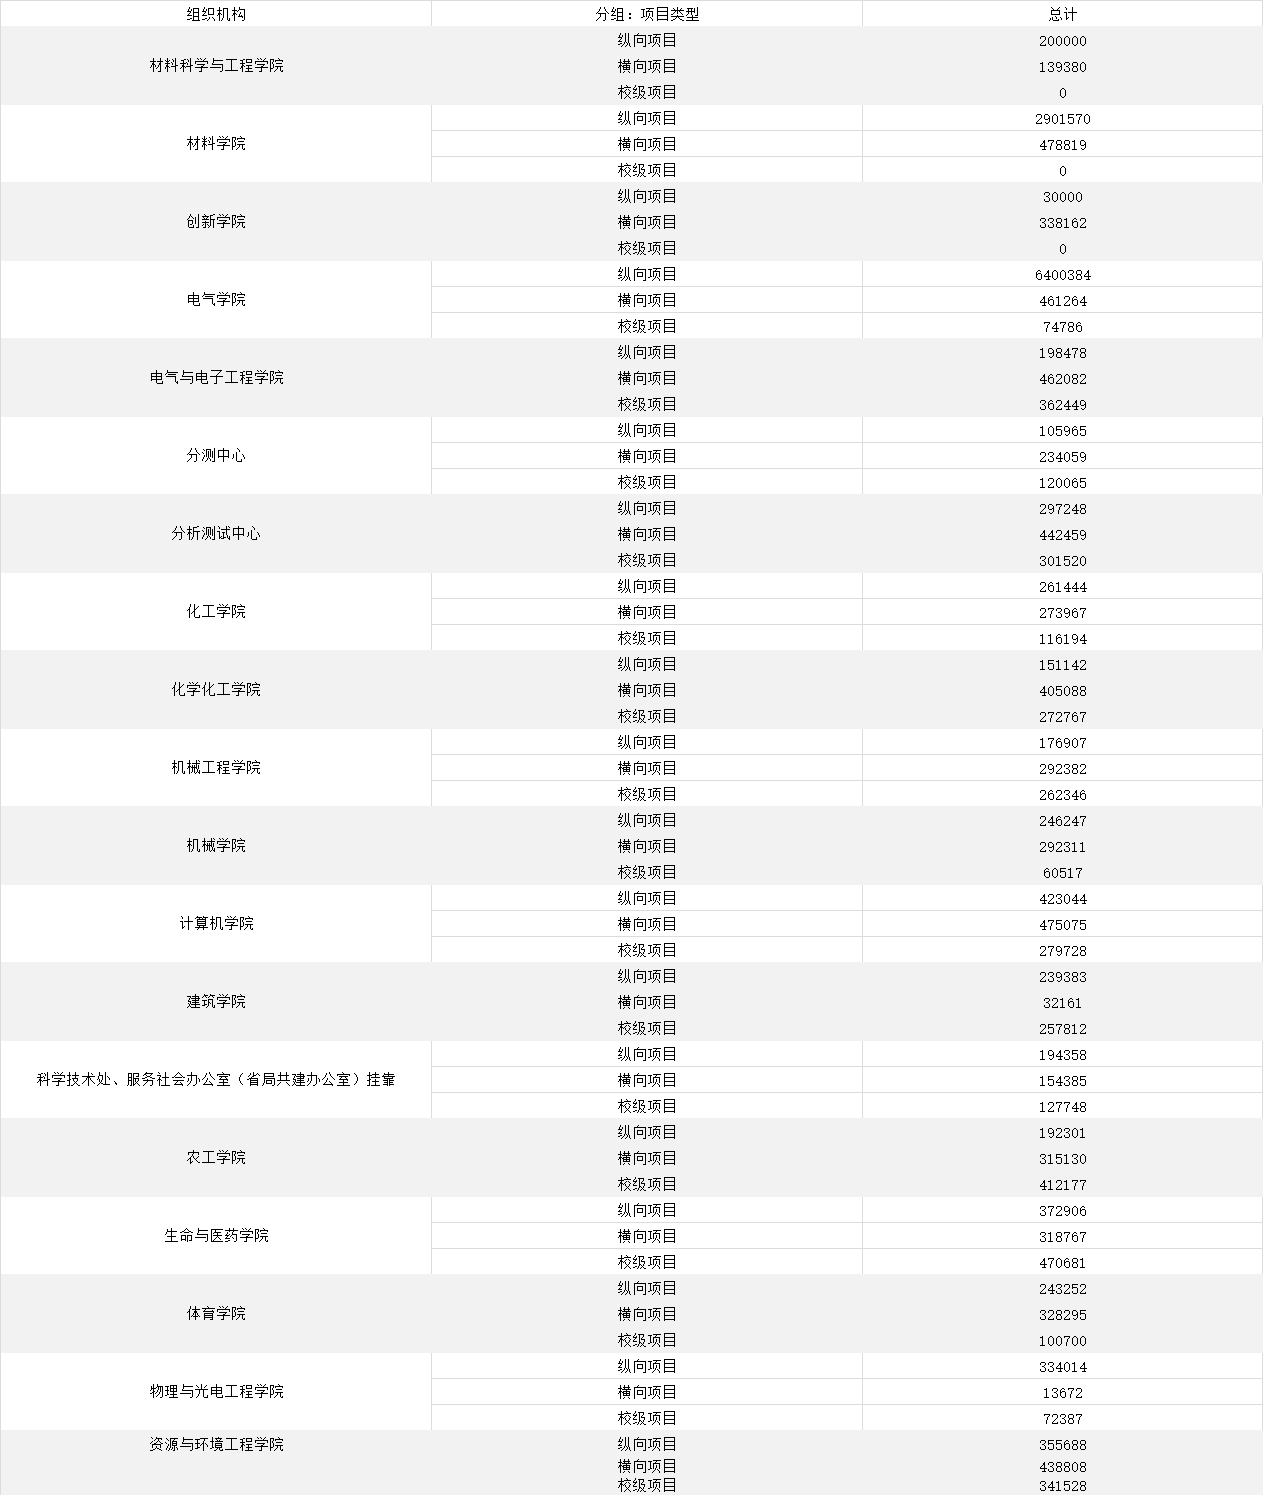 组织机构 分组：项目类型 总计
纵向项目 200000
材料科学与工程学院 横向项目 139380
校级项目 0
纵向项目 2901570
材料学院 横向项目 478819
校级项目 0
纵向项目 30000
创新学院 横向项目 338162
校级项目 0
纵向项目 6400384
电气学院 横向项目 461264
校级项目 74786
纵向项目 198478
电气与电子工程学院 横向项目 462082
校级项目 362449
纵向项目 105965
分测中心 横向项目 234059
校级项目 120065
纵向项目 297248
分析测试中心 横向项目 442459
校级项目 301520
纵向项目 261444
化工学院 横向项目 273967
校级项目 116194
纵向项目 151142
化学化工学院 横向项目 405088
校级项目 272767
纵向项目 176907
机械工程学院 横向项目 292382
校级项目 262346
纵向项目 246247
机械学院 横向项目 292311
校级项目 60517
纵向项目 423044
计算机学院 横向项目 475075
校级项目 279728
纵向项目 239383
建筑学院 横向项目 32161
校级项目 257812
纵向项目 194358
科学技术处、服务社会办公室（省局共建办公室）挂靠 横向项目 154385
校级项目 127748
纵向项目 192301
农工学院 横向项目 315130
校级项目 412177
纵向项目 372906
生命与医药学院 横向项目 318767
校级项目 470681
纵向项目 243252
体育学院 横向项目 328295
校级项目 100700
纵向项目 334014
物理与光电工程学院 横向项目 13672
校级项目 72387
资源与环境工程学院 纵向项目 355688
横向项目 438808
校级项目 341528